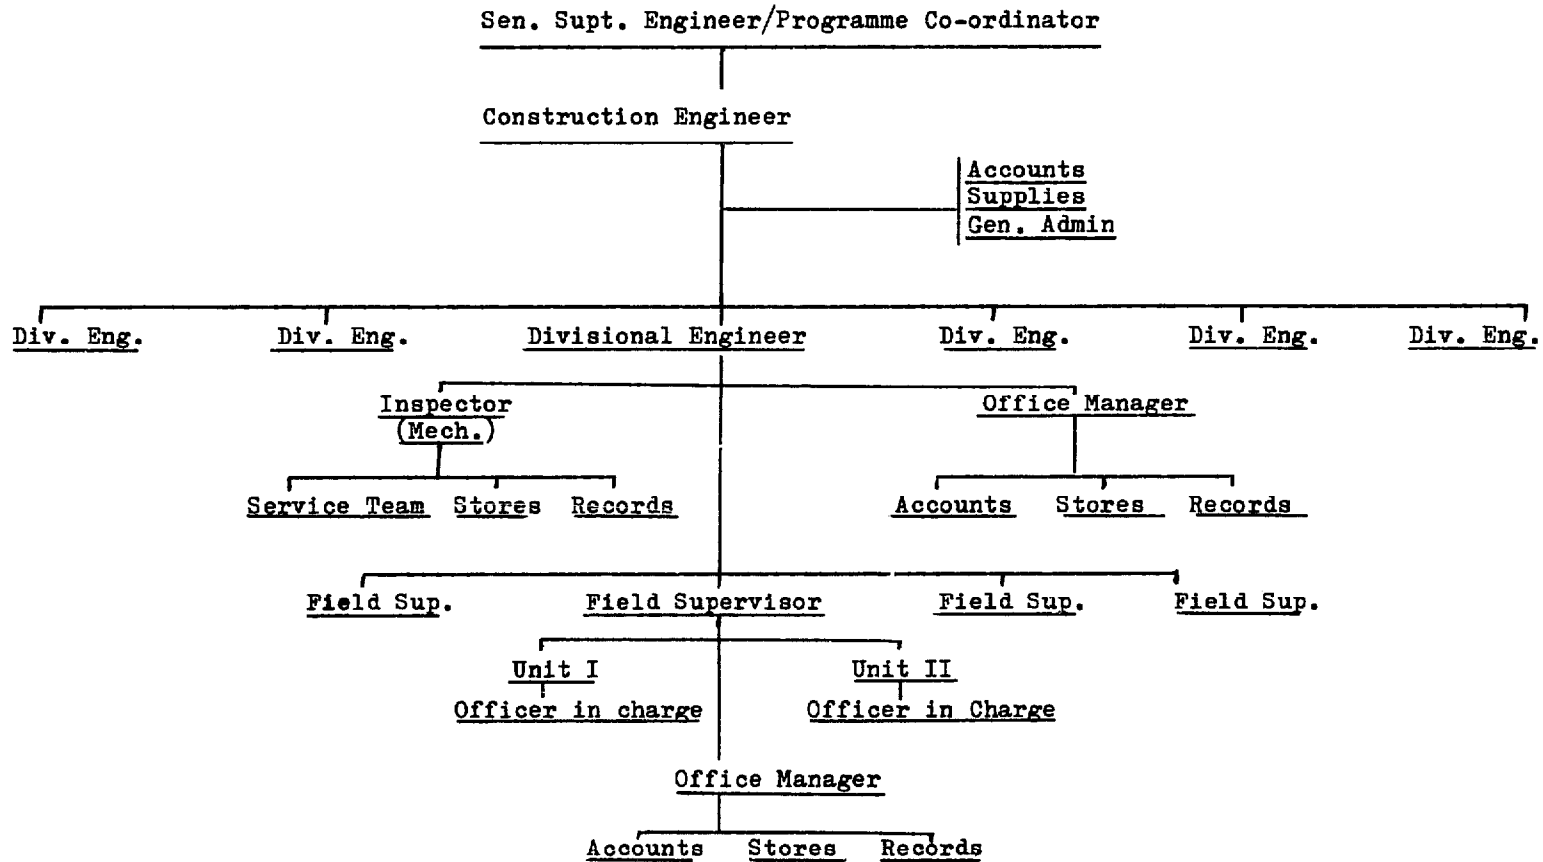 Sen. Supt. Engineer/Programme Co-ordinator
Construction Engineer
Accounts
Supplies
Gen. Admin
Div. Eng. Div. Eng. Divisional Engineer Div. Eng. Div. Eng. Div. Eng.
Inspector Office Manager
(Mech.)
Service Team Stores Records Accounts Stores Records
Field Sup. Field Supervisor Field Sup. Field Sup.
Unit I Unit II
Officer in charge Officer in Charge
Office Manager
Accounts Stores Records